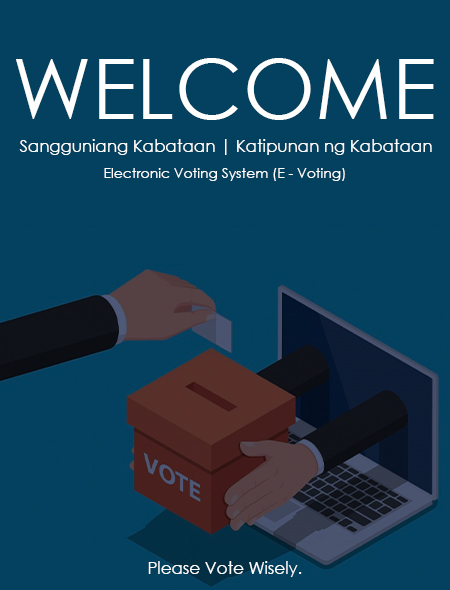 WELCOME
Sangguniang Kabataan | Katipunan ng Kabataan
Electronic Voting System (E - Voting)
VOTE
Please Vote Wisely.